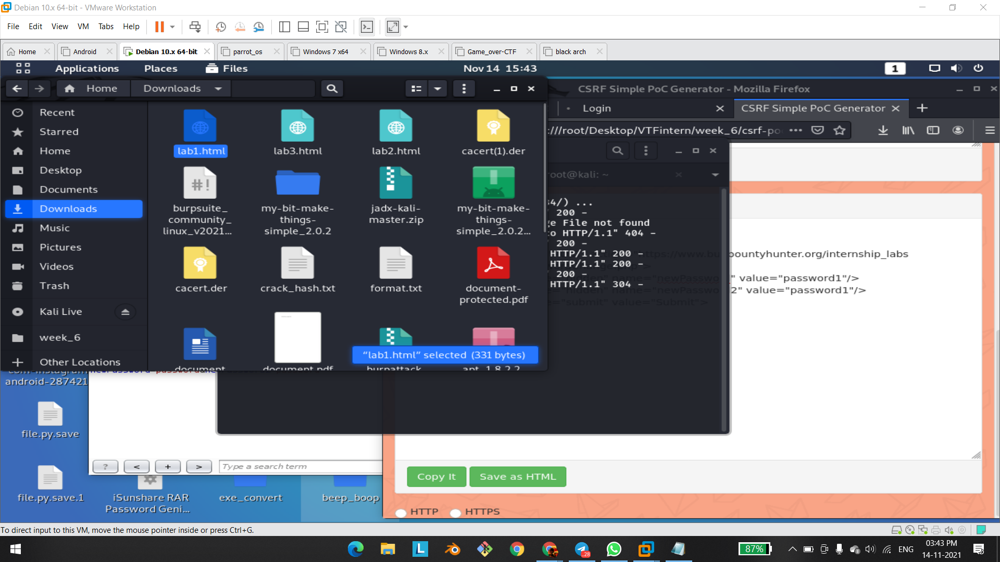 Debian 10.x 64-bit - VMware Workstation
File Edit View VM Tabs Help
Home Android Debian 10.x 64-bit parrot_os Windows 7 x64 Windows 8.x Game_over-CTF black arch
Applications Places Files Nov 14 15:43 1
Home Downloads
CSRF Simple PoC Generator - Mozilla Firefox
Login CSRF Simple PoC Generator
:///root/Desktop/VTFintern/week_6/csrf-po
Recent
Starred
Home
Desktop
Documents
Downloads
Music
Pictures
Videos
Trash
Kali Live
week_6
Other Locations
lab1.html lab3.html lab2.html cacert(1).der
burpsuite_
community_
linux_v2021...
my-bit-make-
things-
simple_2.0.2
jadx-kali-
master.zip
my-bit-make-
things-
simple_2.0.2...
cacert.der crack_hash.txt format.txt document-
protected.pdf
document document.pdf burpattack apt_1.8.2.2
"lab1.html" selected (331 bytes)
root@kali: ~
4/) ...
200 -
File not found
HTTP/1.1" 404 -
200 -
HTTP/1.1" 200 -
HTTP/1.1" 200 -
200 -
HTTP/1.1" 304 -
ountyhunter.org/internship_labs
value="password1"/>
2" value="password1"/>
="submit" value="Submit">
android-287421
file.py.save
file.py.save.1
iSunshare RAR
Password Geni...
exe_convert
beep_boop
? < + > Type a search term
Copy It Save as HTML
HTTP HTTPS
To direct input to this VM, move the mouse pointer inside or press Ctrl+G.
87% ENG 03:43 PM
14-11-2021